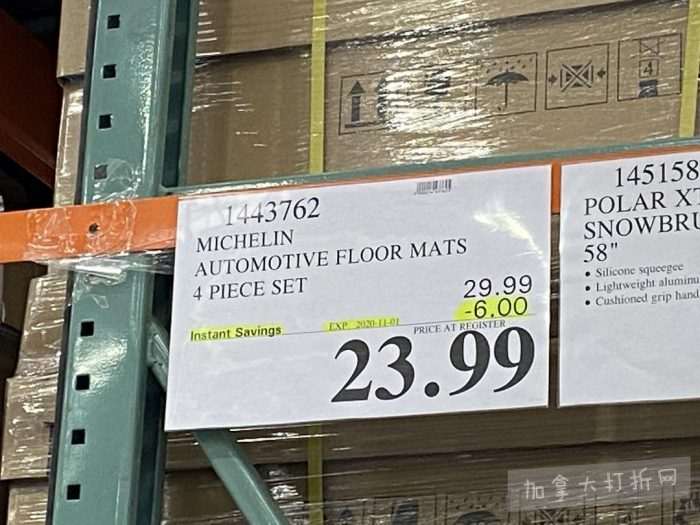 1443762
MICHELIN
AUTOMOTIVE FLOOR MATS
4 PIECE SET
29.99
-6.00
Instant Savings EXP. 2020-11-01 PRICE AT REGISTER
23.99
145158
POLAR X
SNOWBRU
58"
• Silicone squeegee
• Lightweight aluminu
• Cushioned grip hand
4
加拿大打折网